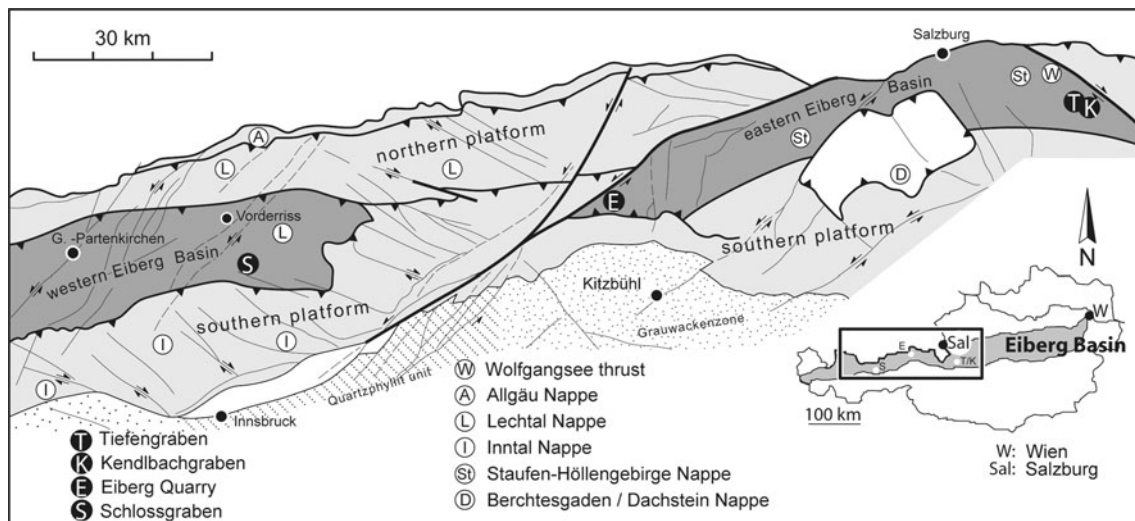 30 km
Salzburg
St
W
T K
eastern Eiberg Basin
northern platform
A
L
L
St
D
E
Vorderriss
L
G. -Partenkirchen
western Eiberg Basin
S
southern platform
southern platform
N
Kitzbühl
Grauwackenzone
I
I
I
Quartzphyllit unit
Innsbruck
W
E
Sal
S
T/K
Eiberg Basin
100 km
W: Wien
Sal: Salzburg
T Tiefengraben
K Kendlbachgraben
E Eiberg Quarry
S Schlossgraben
W Wolfgangsee thrust
A Allgäu Nappe
L Lechtal Nappe
I Inntal Nappe
St Staufen-Höllengebirge Nappe
D Berchtesgaden / Dachstein Nappe